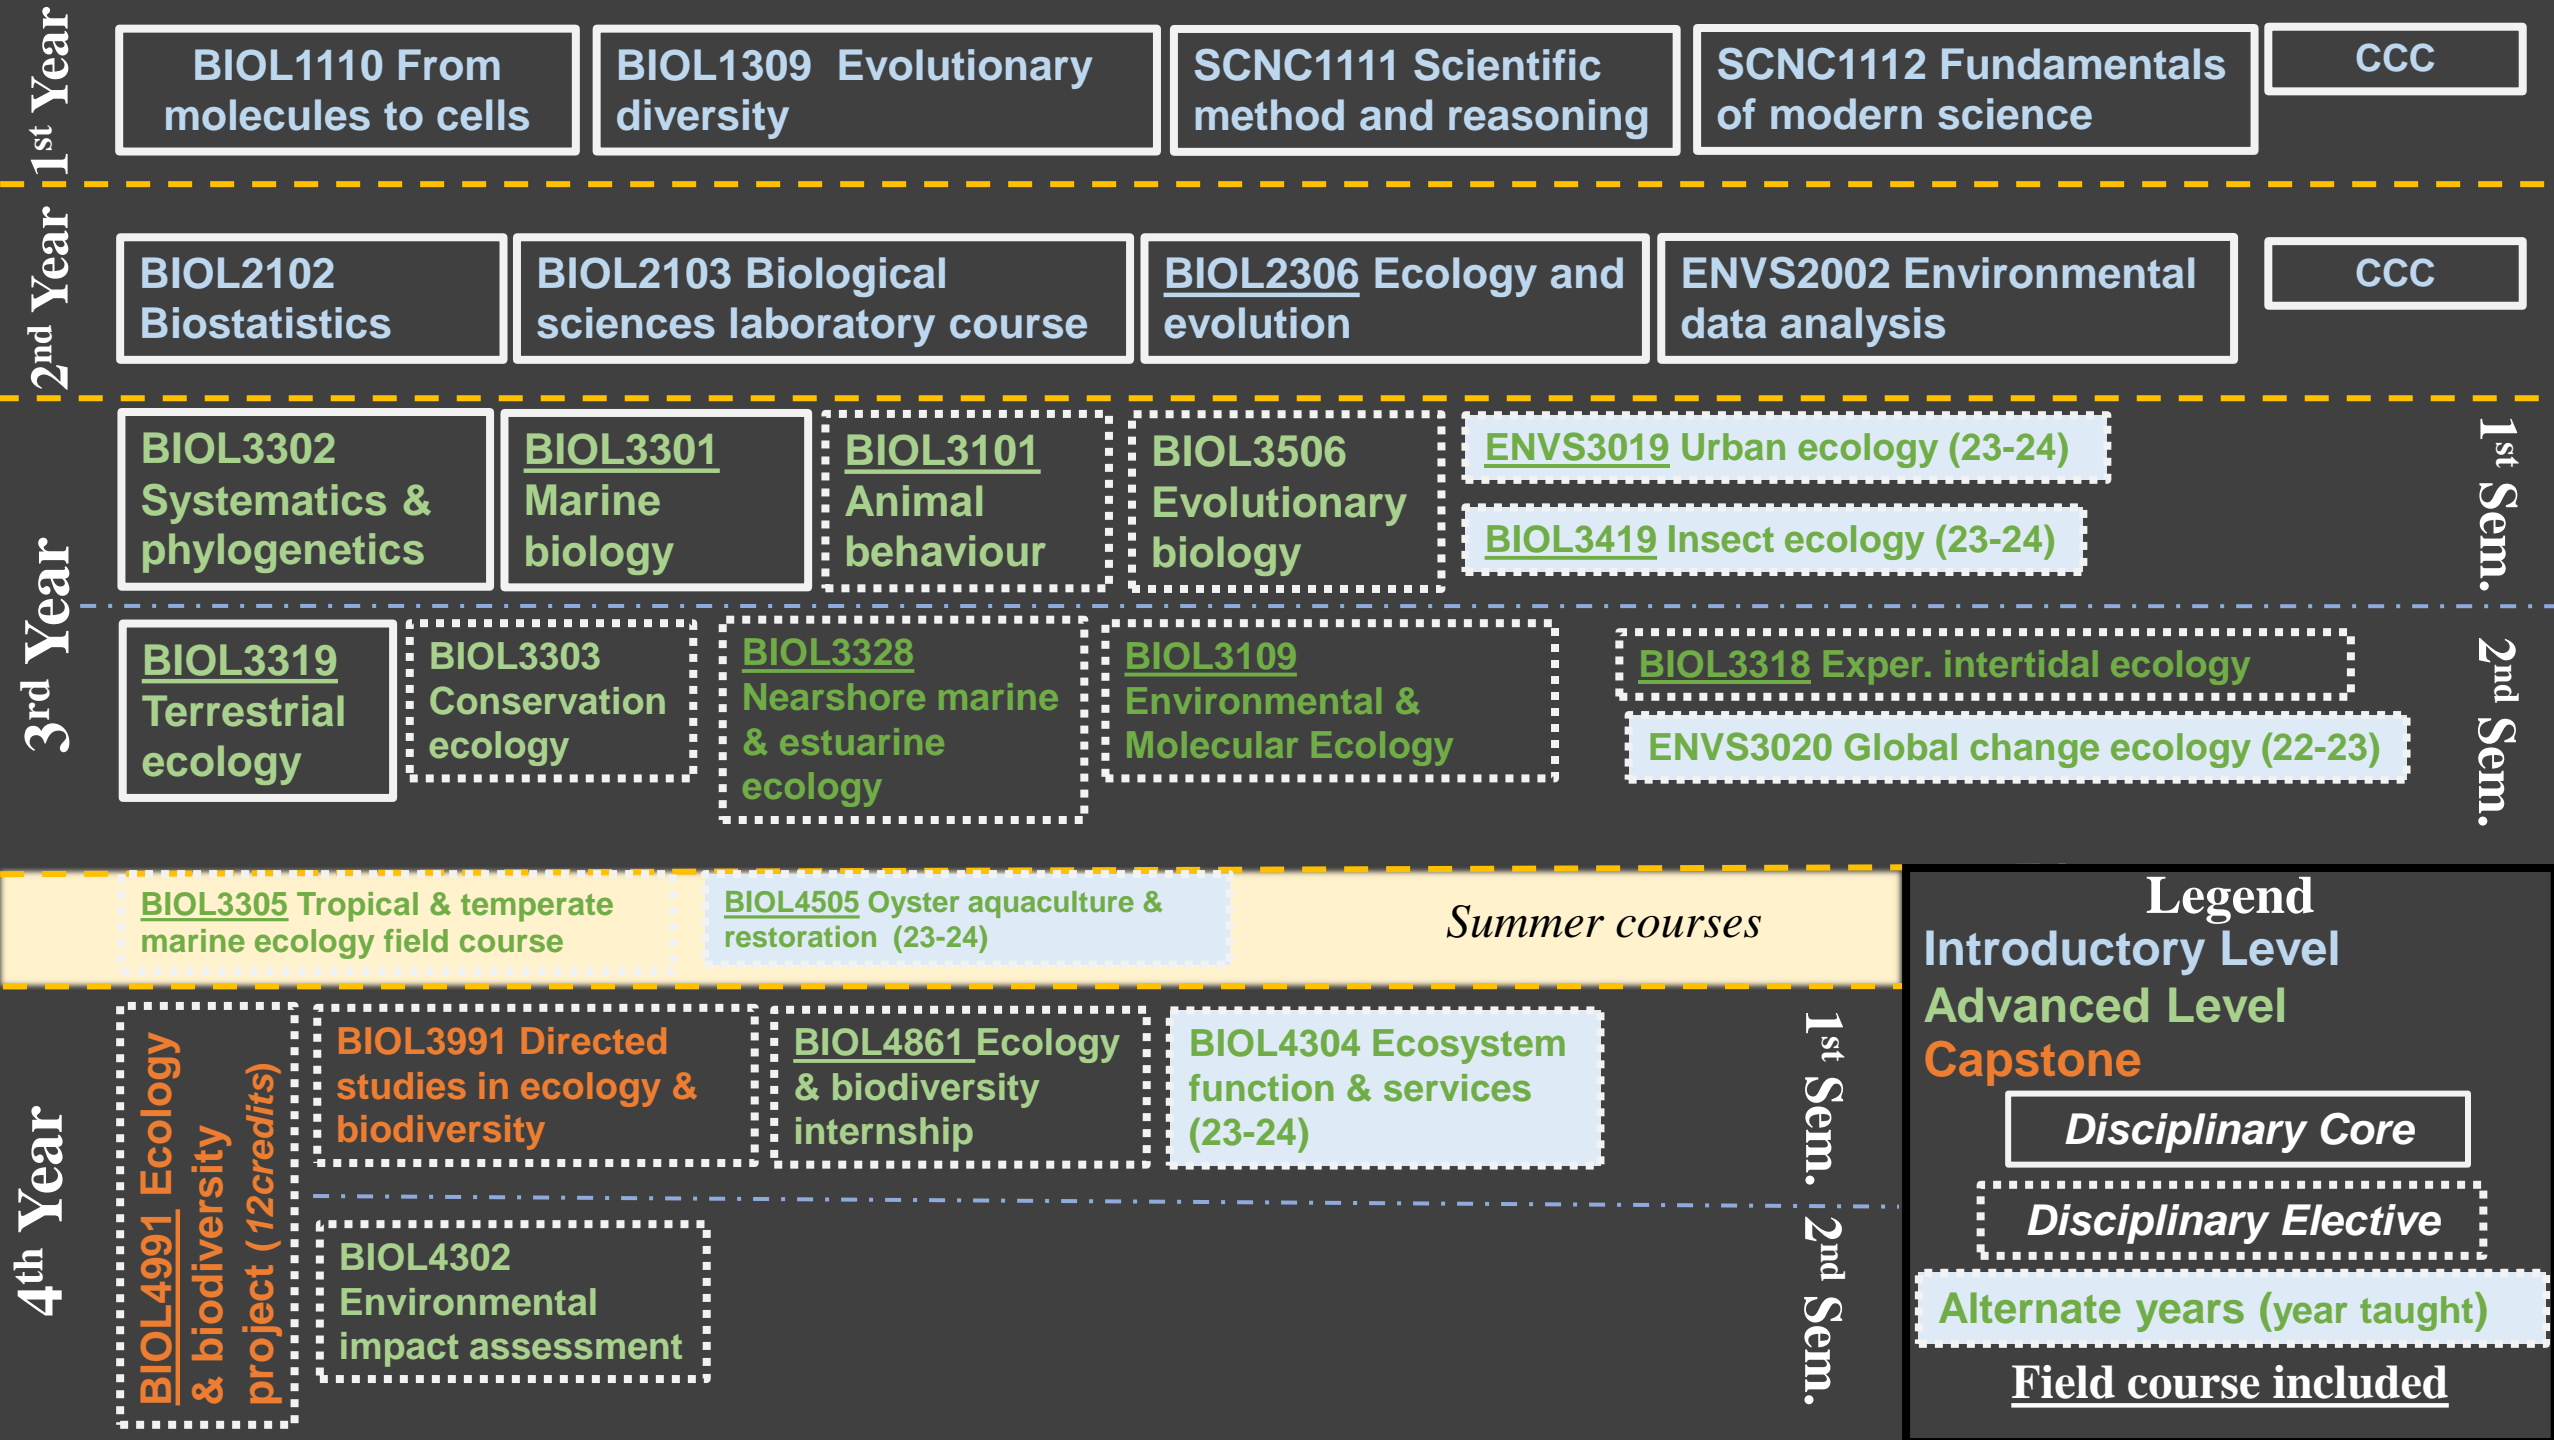 1st Year
BIOL1110 From
molecules to cells
BIOL1309  Evolutionary
diversity
SCNC1111 Scientific
method and reasoning
SCNC1112 Fundamentals
of modern science
CCC
2nd Year
BIOL2102
Biostatistics
BIOL2103 Biological
sciences laboratory course
BIOL2306 Ecology and
evolution
ENVS2002 Environmental
data analysis
CCC
3rd Year
1st Sem.
BIOL3302
Systematics &
phylogenetics
BIOL3301
Marine
biology
BIOL3101
Animal
behaviour
BIOL3506
Evolutionary
biology
ENVS3019 Urban ecology (23-24)
BIOL3419 Insect ecology (23-24)
2nd Sem.
BIOL3319
Terrestrial
ecology
BIOL3303
Conservation
ecology
BIOL3328
Nearshore marine
& estuarine
ecology
BIOL3109
Environmental &
Molecular Ecology
BIOL3318 Exper. intertidal ecology
ENVS3020 Global change ecology (22-23)
BIOL3305 Tropical & temperate
marine ecology field course
BIOL4505 Oyster aquaculture &
restoration  (23-24)
Summer courses
4th Year
BIOL4991 Ecology
& biodiversity
project (12credits)
1st Sem.
BIOL3991 Directed
studies in ecology &
biodiversity
BIOL4861 Ecology
& biodiversity
internship
BIOL4304 Ecosystem
function & services
(23-24)
2nd Sem.
BIOL4302
Environmental
impact assessment
Legend
Introductory Level
Advanced Level
Capstone
Disciplinary Core
Disciplinary Elective
Alternate years (year taught)
Field course included